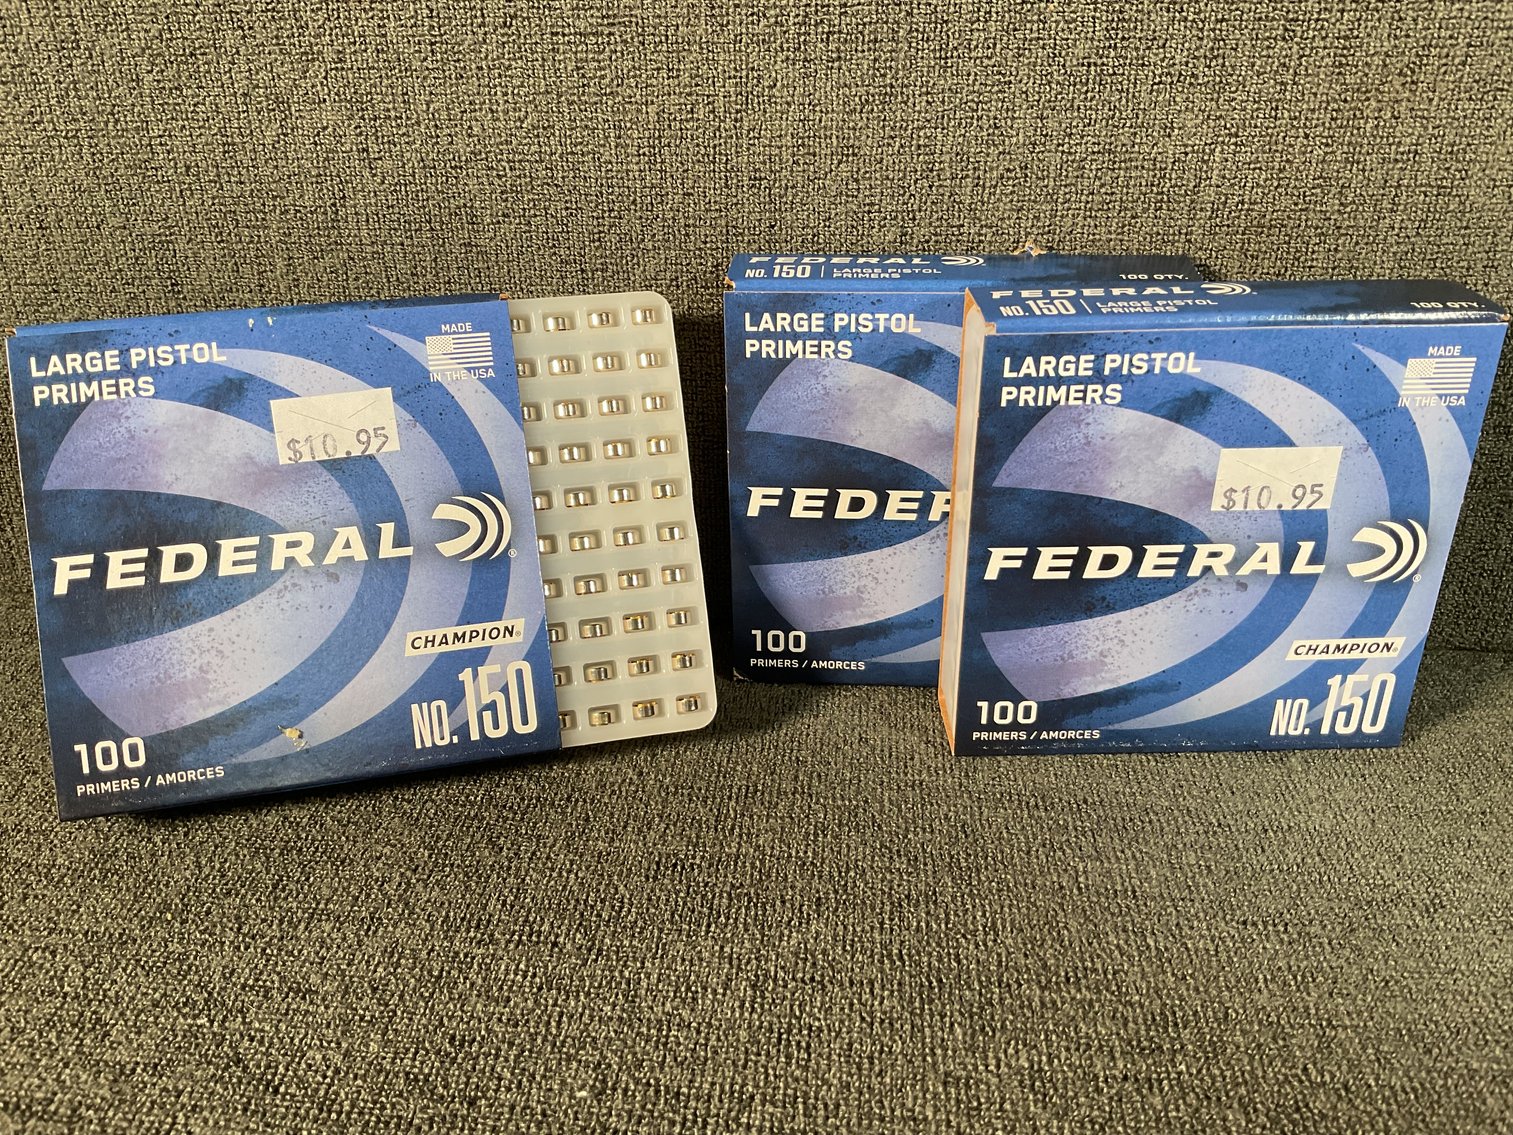 LARGE PISTOL
PRIMERS
MADE
IN THE USA
$10.95
FEDERAL®
CHAMPION®
NO. 150
100
PRIMERS / AMORCES
FEDERAL
NO. 150 | LARGE PISTOL
PRIMERS
100 QTY.
LARGE PISTOL
PRIMERS
FEDER
100
PRIMERS / AMORCES
FEDERAL
NO. 150 | LARGE PISTOL
PRIMERS
100 QTY.
LARGE PISTOL
PRIMERS
MADE
IN THE USA
$10.95
FEDERAL®
CHAMPION®
NO. 150
100
PRIMERS / AMORCES